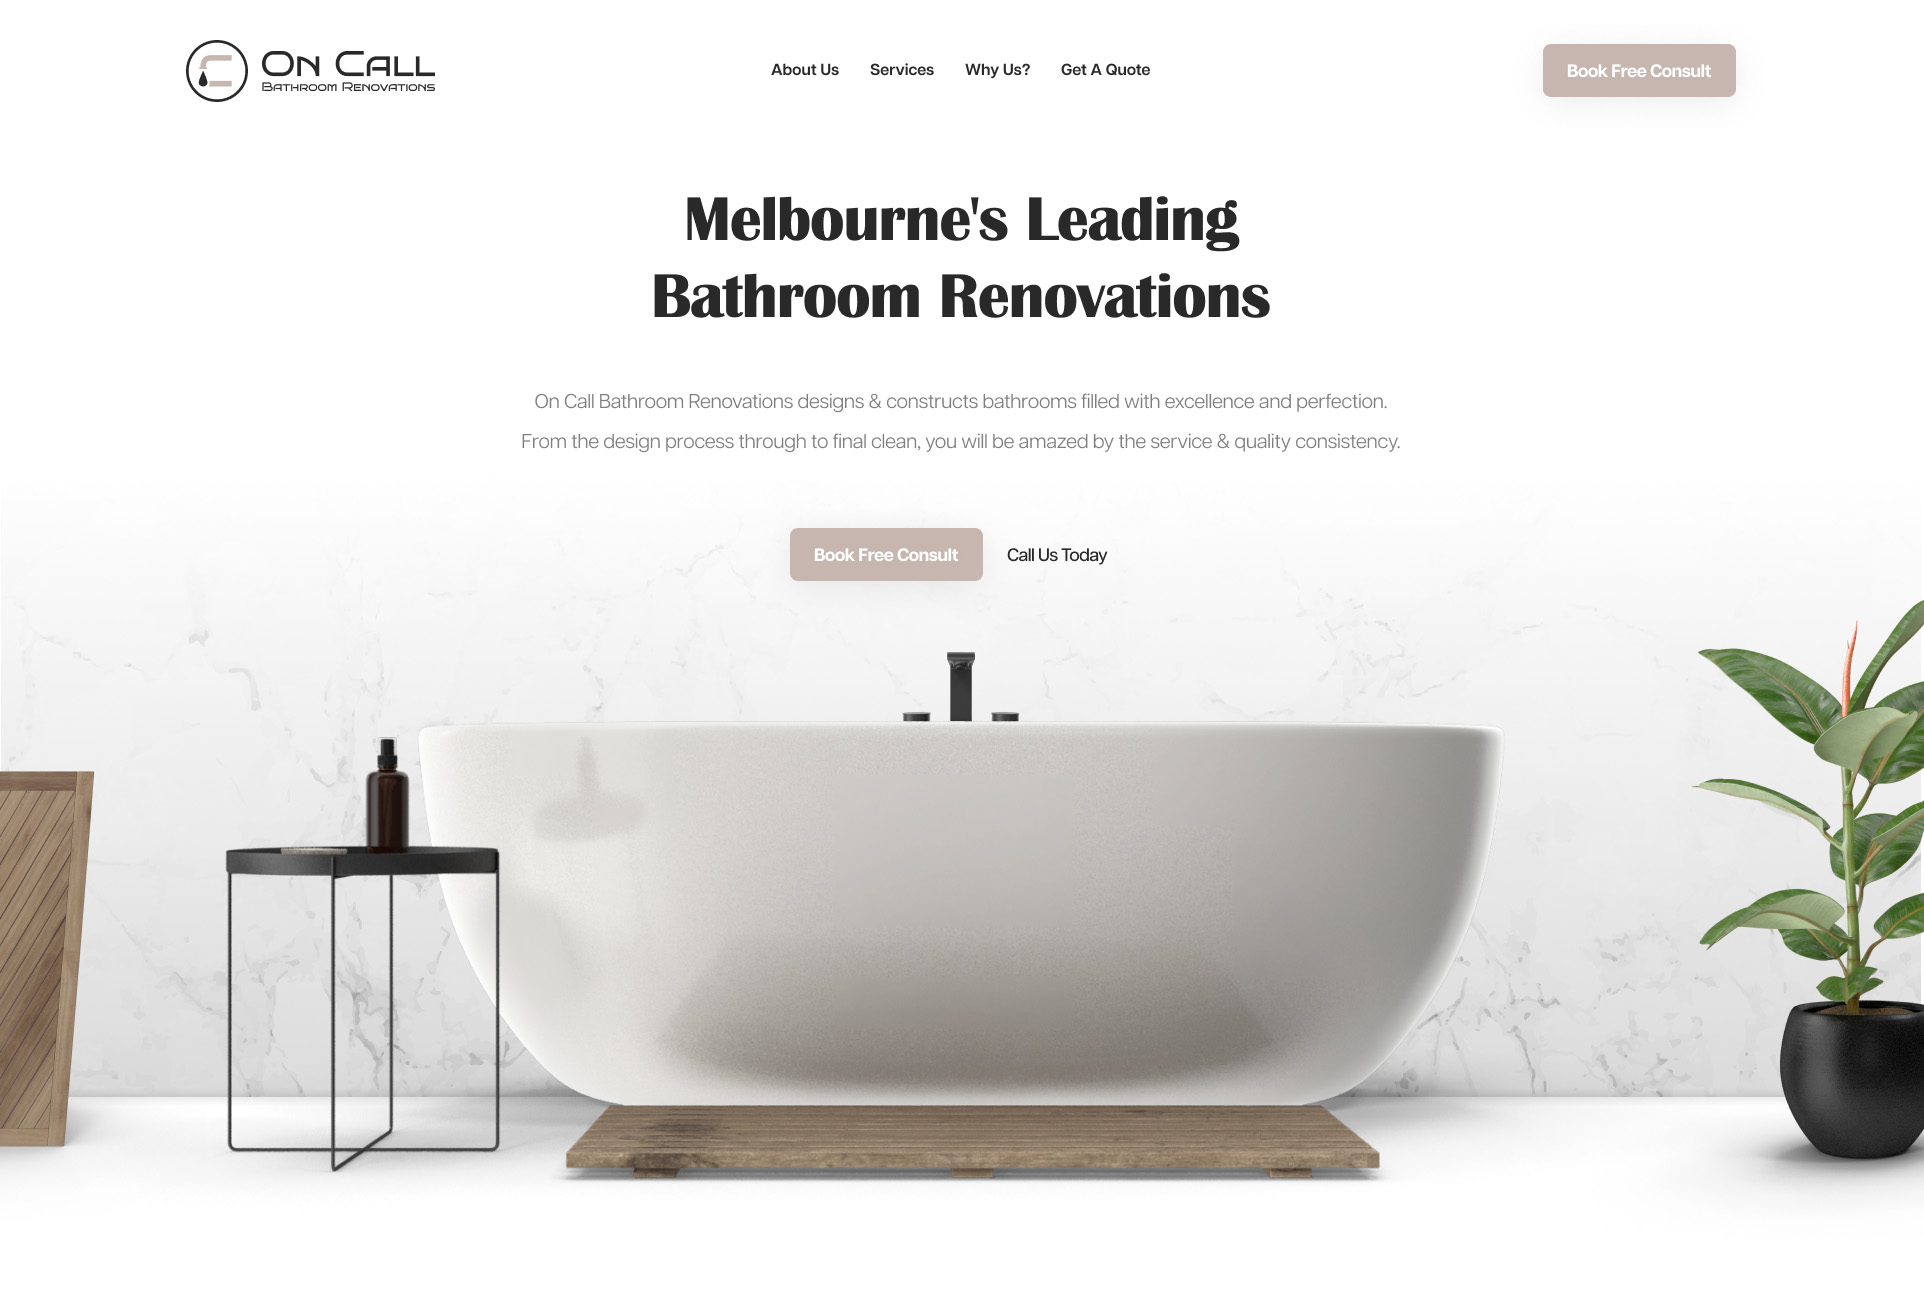 On Call
Bathroom Renovations
About Us
Services
Why Us?
Get A Quote
Book Free Consult
Melbourne's Leading
Bathroom Renovations
On Call Bathroom Renovations designs & constructs bathrooms filled with excellence and perfection.
From the design process through to final clean, you will be amazed by the service & quality consistency.
Book Free Consult
Call Us Today